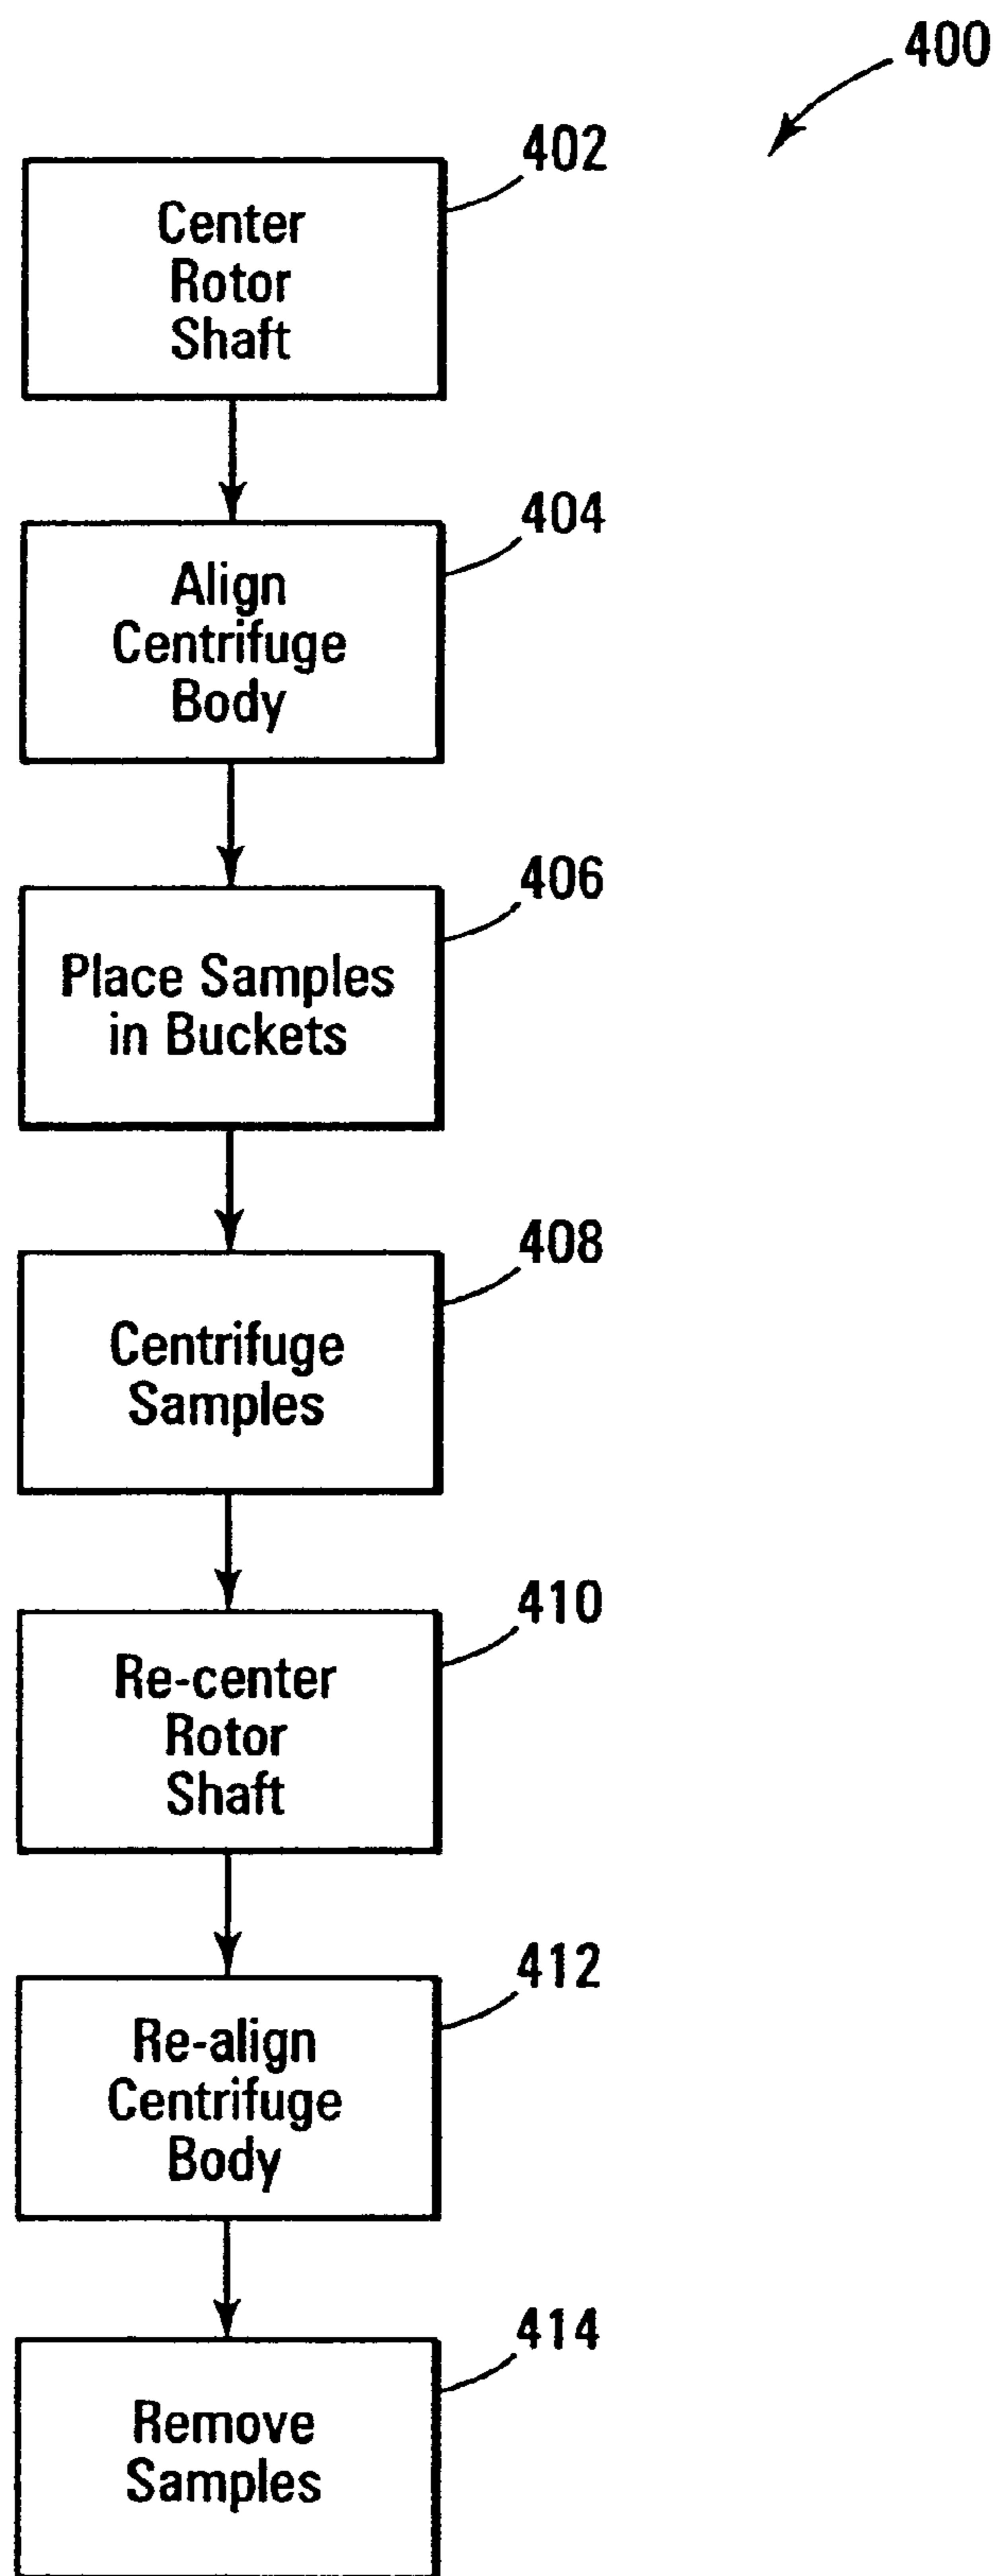 400
402
Center
Rotor
Shaft
404
Align
Centrifuge
Body
406
Place Samples
in Buckets
408
Centrifuge
Samples
410
Re-center
Rotor
Shaft
412
Re-align
Centrifuge
Body
414
Remove
Samples